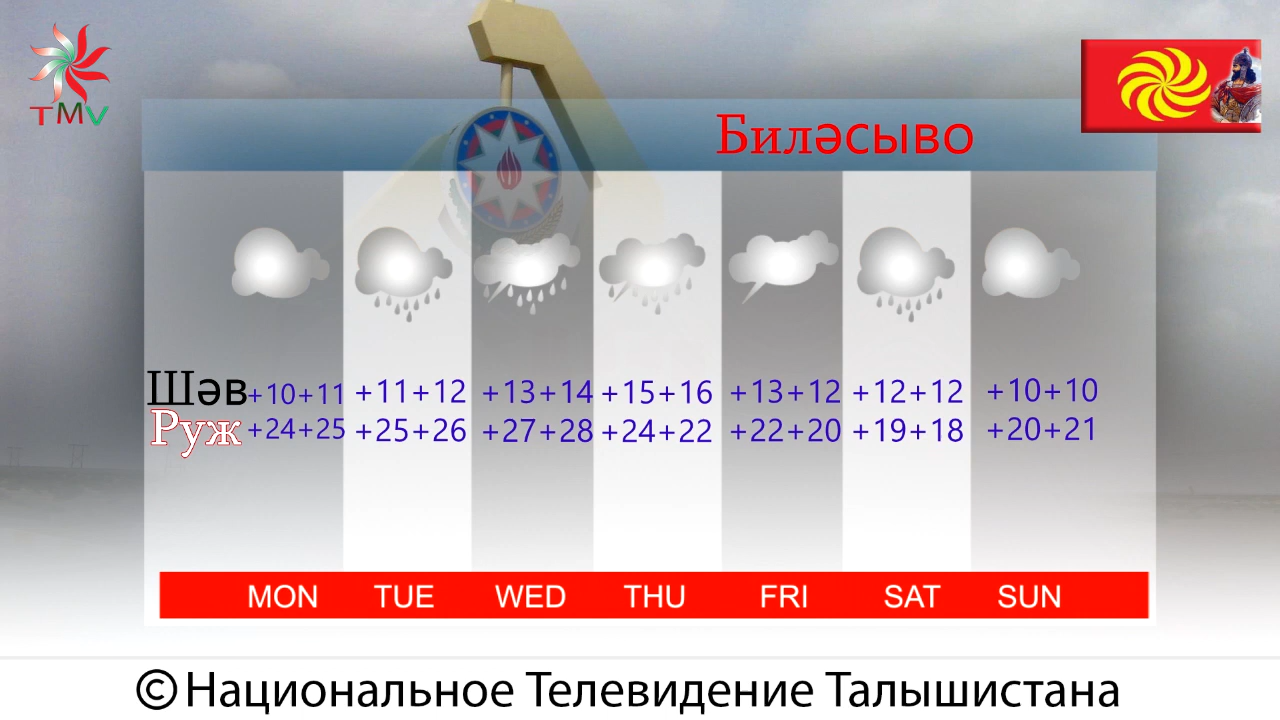 TMV
Биләсыво
Шәв +10+11 +11+12 +13+14 +15+16 +13+12 +12+12 +10+10
Руж +24+25 +25+26 +27+28 +24+22 +22+20 +19+18 +20+21
MON TUE WED THU FRI SAT SUN
©Национальное Телевидение Талышистана